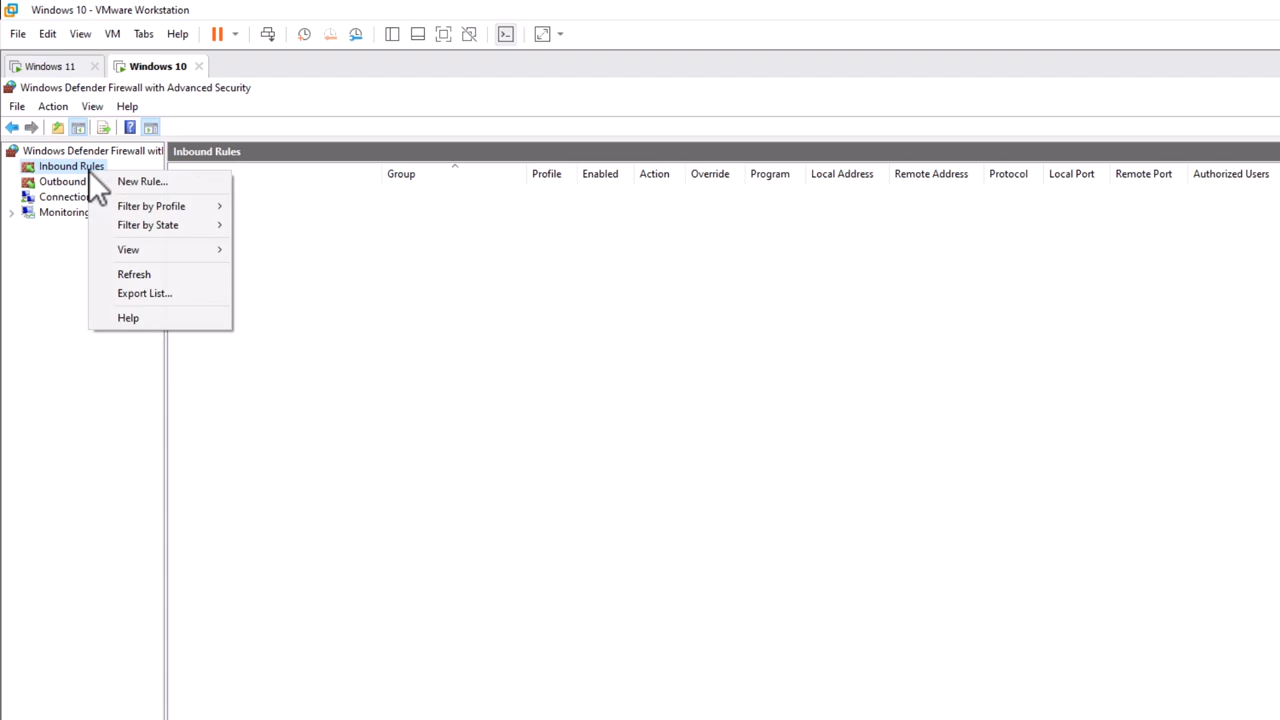 Windows 10 - VMware Workstation
File Edit View VM Tabs Help
Windows 11 Windows 10
Windows Defender Firewall with Advanced Security
File Action View Help
Windows Defender Firewall wit
Inbound Rules
Outbound
Connection
Monitoring
New Rule...
Filter by Profile
Filter by State
View
Refresh
Export List...
Help
Inbound Rules
Group Profile Enabled Action Override Program Local Address Remote Address Protocol Local Port Remote Port Authorized Users